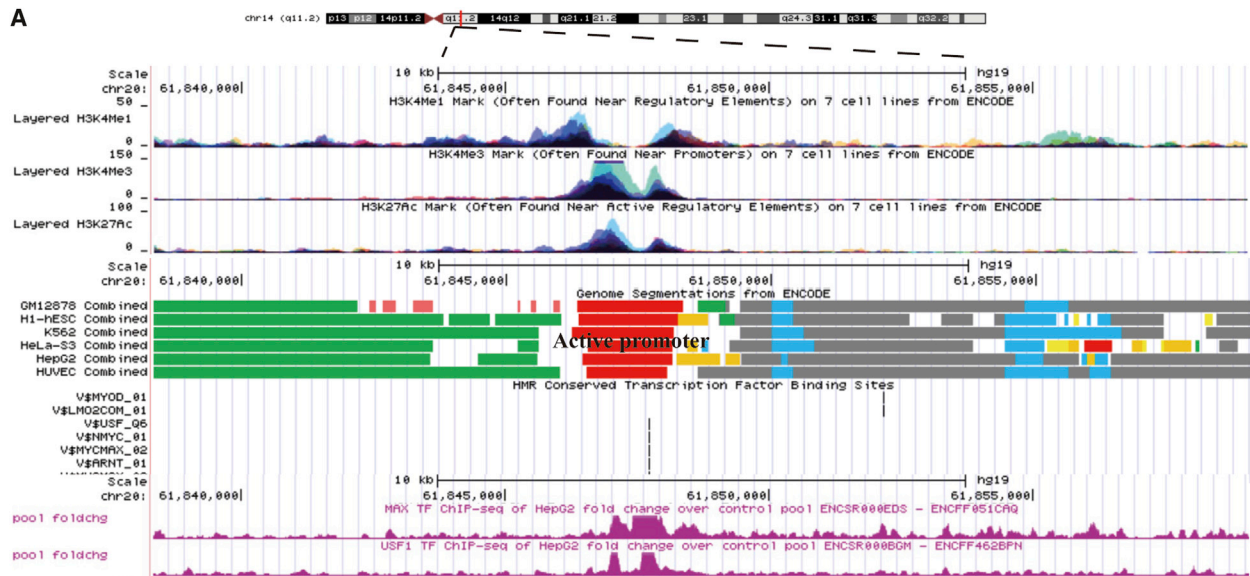 A
chr14 (q11.2) p13 p12 14p11.2 q11.2 14q12 q21.1 21.2 23.1 q24.3 31.1 q31.3 q32.2
Scale 10 kb hg19
chr20: 61,840,000 61,845,000 61,850,000 61,855,000
H3K4Me1 Mark (Often Found Near Regulatory Elements) on 7 cell lines from ENCODE
50
Layered H3K4Me1
0
H3K4Me3 Mark (Often Found Near Promoters) on 7 cell lines from ENCODE
150
Layered H3K4Me3
0
H3K27Ac Mark (Often Found Near Active Regulatory Elements) on 7 cell lines from ENCODE
100
Layered H3K27Ac
0
Scale 10 kb hg19
chr20: 61,840,000 61,845,000 61,850,000 61,855,000
Genome Segmentations from ENCODE
GM12878 Combined
H1-hESC Combined
K562 Combined
HeLa-S3 Combined
Active promoter
HepG2 Combined
HUVEC Combined
HMR Conserved Transcription Factor Binding Sites
V$MYOD_01
V$LMO2COM_01
V$USF_Q6
V$NMYC_01
V$MYCMAX_02
V$ARNT_01
Scale 10 kb hg19
chr20: 61,840,000 61,845,000 61,850,000 61,855,000
MAX TF ChIP-seq of HepG2 fold change over control pool ENCSR000EDS - ENCFF051CAQ
pool foldchg
USF1 TF ChIP-seq of HepG2 fold change over control pool ENCSR000BGM - ENCFF462BPN
pool foldchg